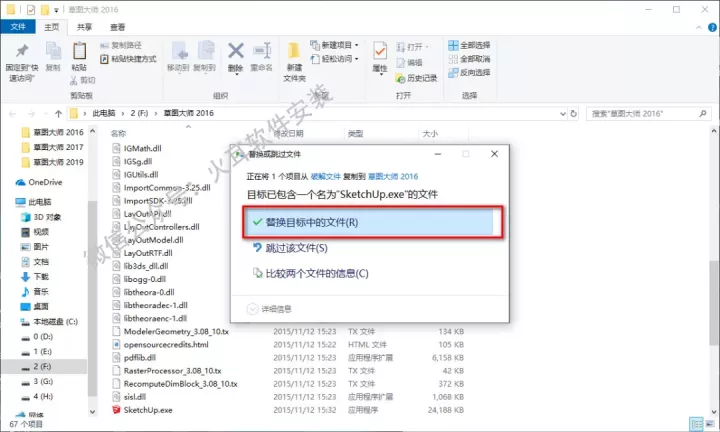 草图大师 2016
文件 主页 共享 查看
固定到"快速访问" 复制 粘贴 复制路径 粘贴快捷方式 剪切 移动到 复制到 删除 重命名 新建文件夹 新建项目 轻松访问 属性 打开 编辑 历史记录 全部选择 全部取消 反向选择
剪贴板 组织 新建 打开 选择
此电脑 > 2 (F:) > 草图大师 2016
搜索"草图大师 2016"
草图大师 2016
草图大师 2017
草图大师 2019
OneDrive
此电脑
3D 对象
视频
图片
文档
下载
音乐
桌面
本地磁盘 (C:)
0 (D:)
1 (E:)
2 (F:)
3 (G:)
4 (H:)
网络
名称 修改日期 类型 大小
IGMath.dll
IGSg.dll
IGUtils.dll
ImportCommon-3.25.dll
ImportSDK-3.25.dll
LayOutAPI.dll
LayOutControllers.dll
LayOutModel.dll
LayOutRTF.dll
lib3ds_dll.dll
libogg-0.dll
libtheora-0.dll
libtheoradec-1.dll
libtheoraenc-1.dll
ModelerGeometry_3.08_10.tx 2015/11/12 15:23 TX 文件 134 KB
opensourcecredits.html 2015/11/12 15:22 HTML 文件 105 KB
pdflib.dll 2015/11/12 15:23 应用程序扩展 6,158 KB
RasterProcessor_3.08_10.tx 2015/11/12 15:23 TX 文件 42 KB
RecomputeDimBlock_3.08_10.tx 2015/11/12 15:23 TX 文件 372 KB
sisl.dll 2015/11/12 15:23 应用程序扩展 1,068 KB
SketchUp.exe 2015/11/12 15:32 应用程序 24,188 KB
67 个项目
替换或跳过文件
正在将 1 个项目从 破解文件 复制到 草图大师 2016
目标已包含一个名为"SketchUp.exe"的文件
替换目标中的文件(R)
跳过该文件(S)
比较两个文件的信息(C)
详细信息
微信公众号：火耳软件安装